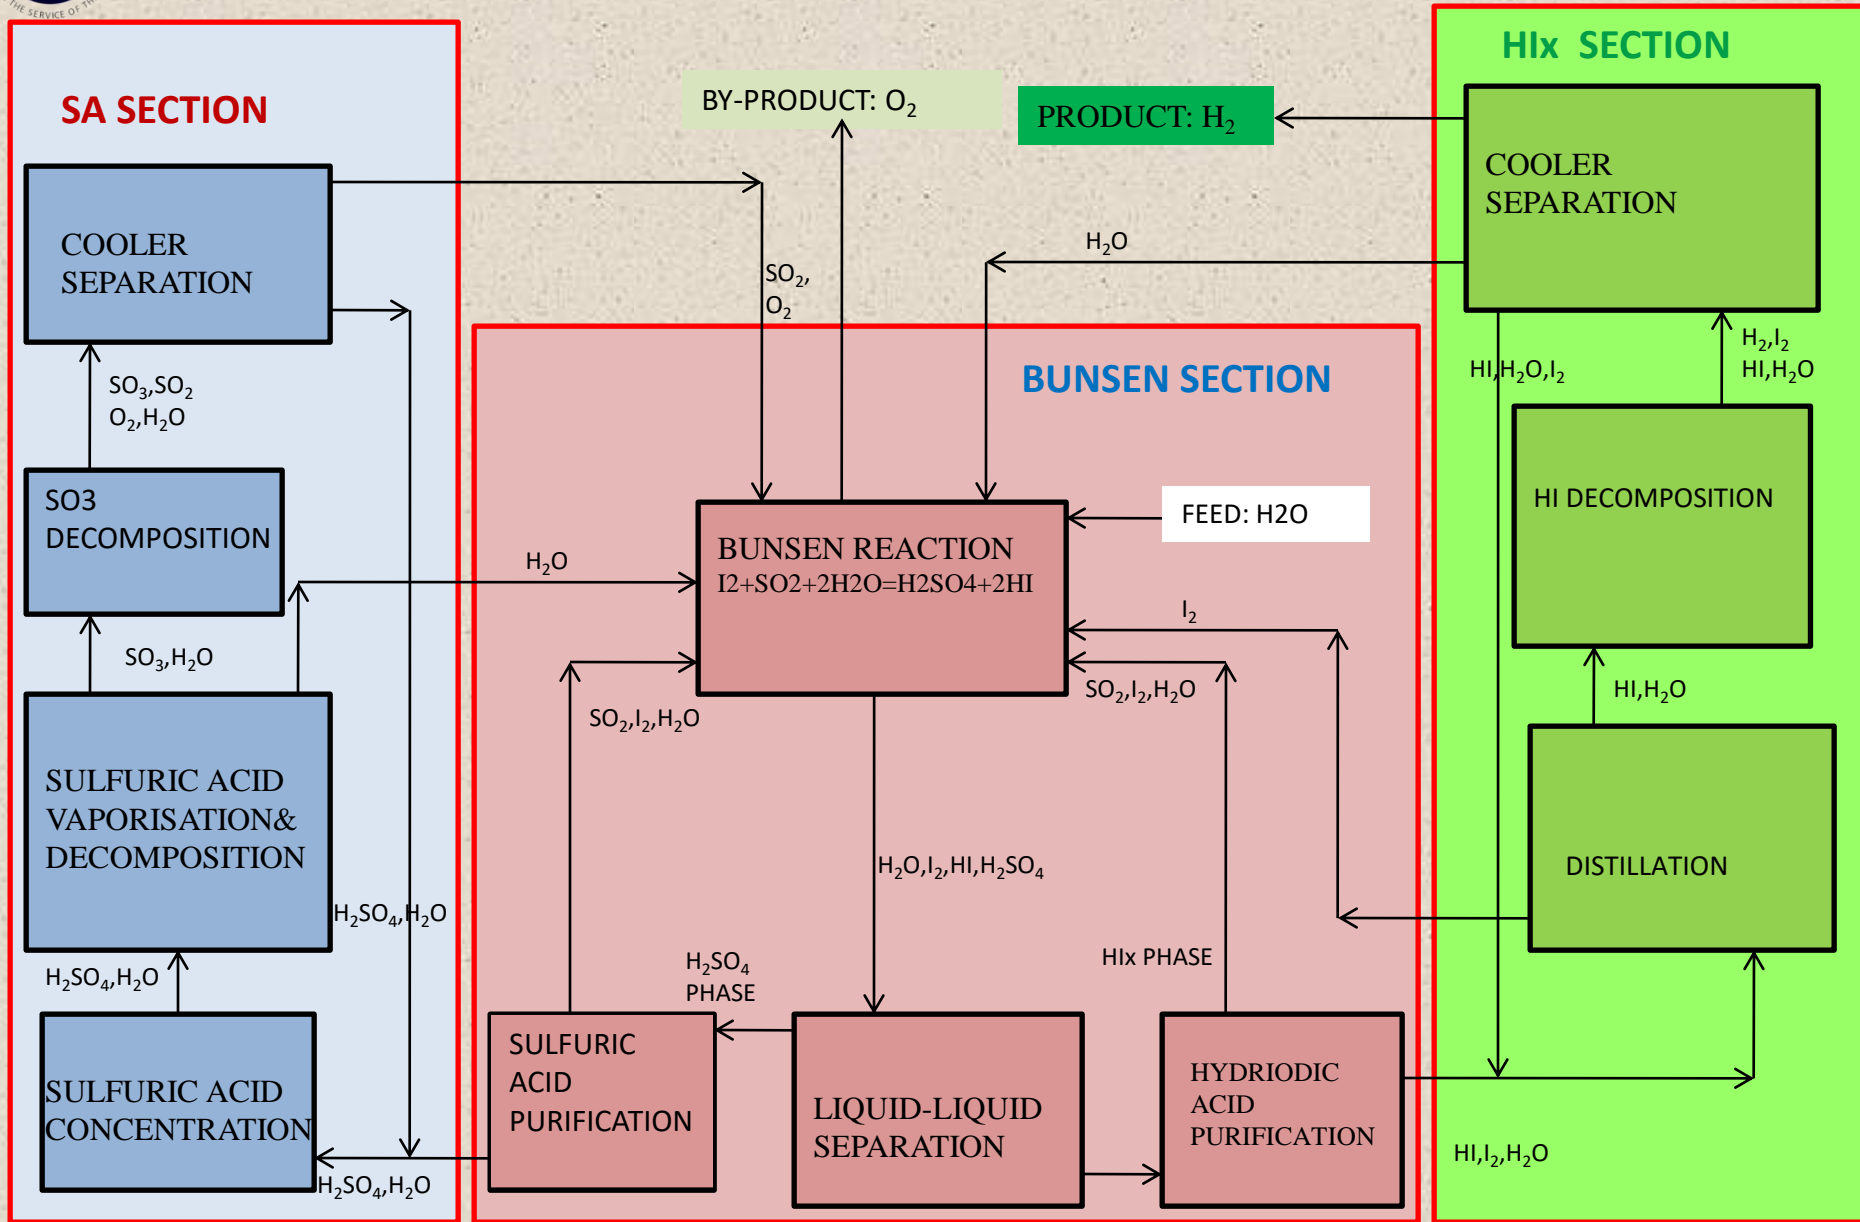 THE SERVICE OF TH
SA SECTION
COOLER
SEPARATION
SO₃,SO₂
O₂,H₂O
SO3
DECOMPOSITION
SO₃,H₂O
SULFURIC ACID
VAPORISATION&
DECOMPOSITION
H₂SO₄,H₂O
H₂SO₄,H₂O
SULFURIC ACID
CONCENTRATION
H₂SO₄,H₂O
BY-PRODUCT: O₂
PRODUCT: H₂
SO₂,
O₂
H₂O
BUNSEN SECTION
FEED: H2O
BUNSEN REACTION
I2+SO2+2H2O=H2SO4+2HI
H₂O
I₂
SO₂,I₂,H₂O
SO₂,I₂,H₂O
H₂O,I₂,HI,H₂SO₄
H₂SO₄
PHASE
HIx PHASE
SULFURIC
ACID
PURIFICATION
LIQUID-LIQUID
SEPARATION
HYDRIODIC
ACID
PURIFICATION
HIx SECTION
COOLER
SEPARATION
HI,H₂O,I₂
H₂,I₂
HI,H₂O
HI DECOMPOSITION
HI,H₂O
DISTILLATION
HI,I₂,H₂O